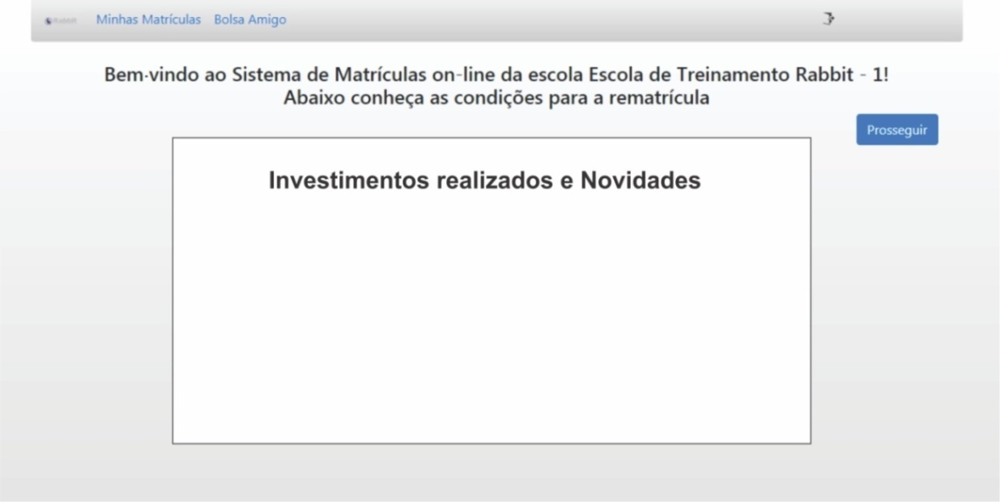 Minhas Matrículas Bolsa Amigo
Bem-vindo ao Sistema de Matrículas on-line da escola Escola de Treinamento Rabbit - 1!
Abaixo conheça as condições para a rematrícula
Prosseguir
Investimentos realizados e Novidades